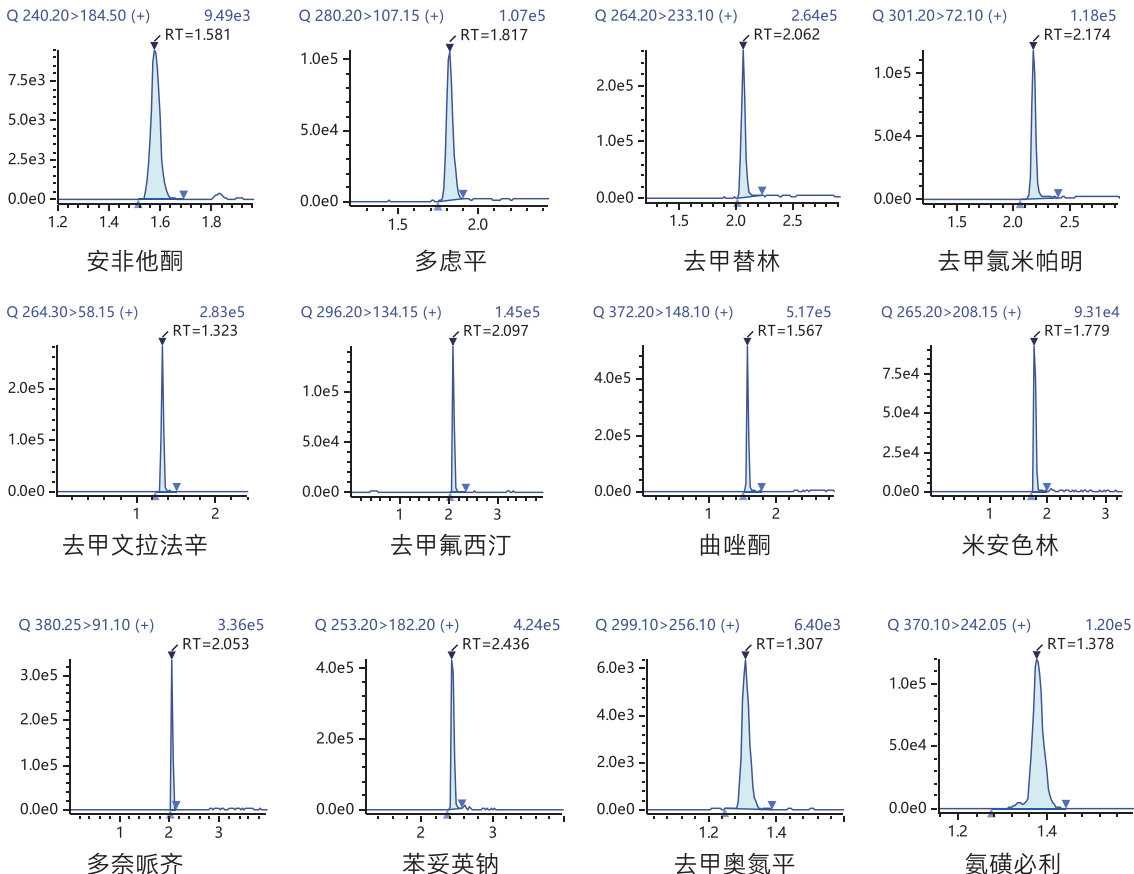 Q 240.20>184.50 (+) 9.49e3
RT=1.581
7.5e3
5.0e3
2.5e3
0.0e0
1.2 1.4 1.6 1.8
安非他酮
Q 280.20>107.15 (+) 1.07e5
RT=1.817
1.0e5
5.0e4
0.0e0
1.5 2.0
多虑平
Q 264.20>233.10 (+) 2.64e5
RT=2.062
2.0e5
1.0e5
0.0e0
1.5 2.0 2.5
去甲替林
Q 301.20>72.10 (+) 1.18e5
RT=2.174
1.0e5
5.0e4
0.0e0
1.5 2.0 2.5
去甲氯米帕明
Q 264.30>58.15 (+) 2.83e5
RT=1.323
2.0e5
1.0e5
0.0e0
1 2
去甲文拉法辛
Q 296.20>134.15 (+) 1.45e5
RT=2.097
1.0e5
5.0e4
0.0e0
1 2 3
去甲氟西汀
Q 372.20>148.10 (+) 5.17e5
RT=1.567
4.0e5
2.0e5
0.0e0
1 2
曲唑酮
Q 265.20>208.15 (+) 9.31e4
RT=1.779
7.5e4
5.0e4
2.5e4
0.0e0
1 2 3
米安色林
Q 380.25>91.10 (+) 3.36e5
RT=2.053
3.0e5
2.0e5
1.0e5
0.0e0
1 2 3
多奈哌齐
Q 253.20>182.20 (+) 4.24e5
RT=2.436
4.0e5
2.0e5
0.0e0
2 3
苯妥英钠
Q 299.10>256.10 (+) 6.40e3
RT=1.307
6.0e3
4.0e3
2.0e3
0.0e0
1.2 1.4
去甲奥氮平
Q 370.10>242.05 (+) 1.20e5
RT=1.378
1.0e5
5.0e4
0.0e0
1.2 1.4
氨磺必利